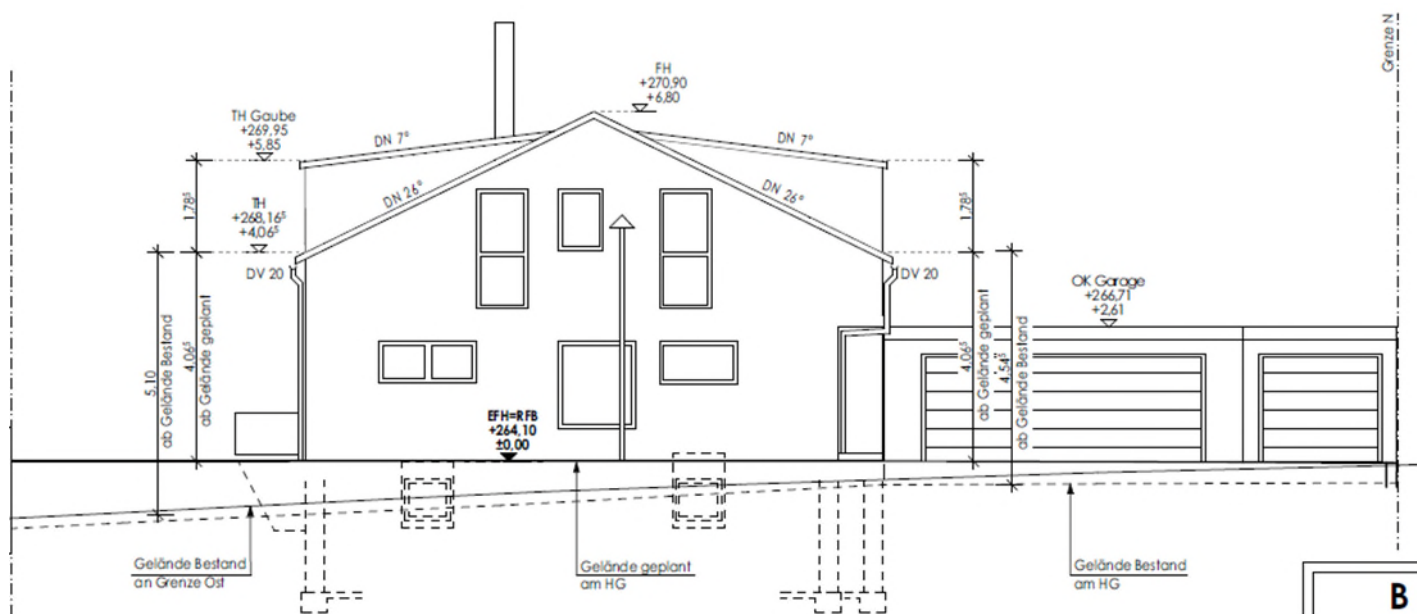 Grenze N
FH
+270,90
+6,80
TH Gaube
+269,95
+5,85
DN 7°
DN 7°
1,78⁵
1,78⁵
DN 26°
DN 26°
TH
+268,16⁵
+4,06⁵
DV 20
DV 20
OK Garage
+266,71
+2,61
5,10
ab Gelände Bestand
4,06⁵
ab Gelände geplant
4,06⁵
ab Gelände geplant
4,54⁵
ab Gelände Bestand
EFH=RFB
+264,10
±0,00
Gelände Bestand
an Grenze Ost
Gelände geplant
am HG
Gelände Bestand
am HG
B